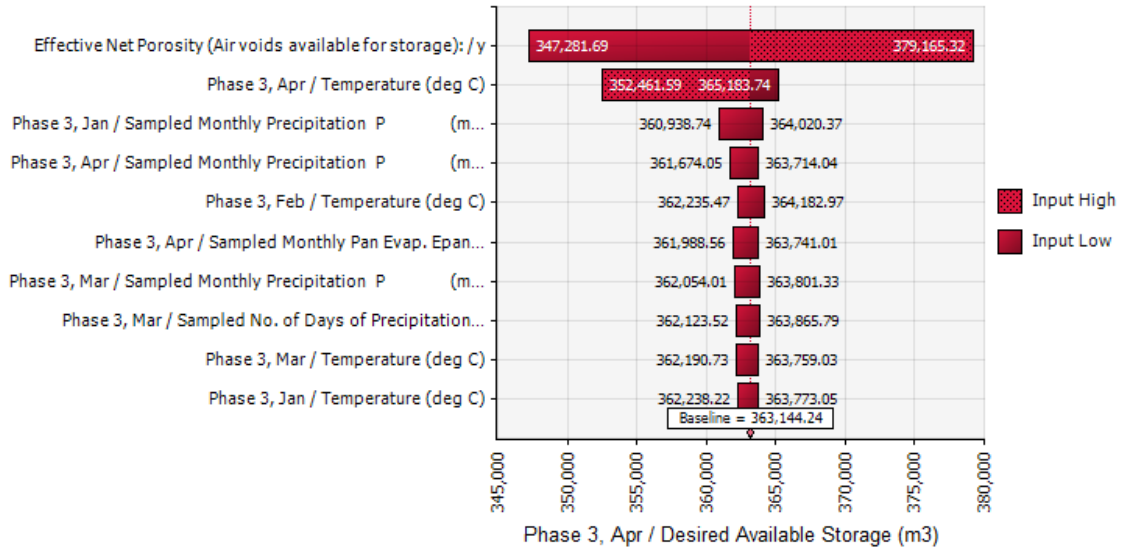 Effective Net Porosity (Air voids available for storage): / y
347,281.69
379,165.32
Phase 3, Apr / Temperature (deg C)
352,461.59
365,183.74
Phase 3, Jan / Sampled Monthly Precipitation P (m...
360,938.74
364,020.37
Phase 3, Apr / Sampled Monthly Precipitation P (m...
361,674.05
363,714.04
Phase 3, Feb / Temperature (deg C)
362,235.47
364,182.97
Phase 3, Apr / Sampled Monthly Pan Evap. Epan...
361,988.56
363,741.01
Phase 3, Mar / Sampled Monthly Precipitation P (m...
362,054.01
363,801.33
Phase 3, Mar / Sampled No. of Days of Precipitation...
362,123.52
363,865.79
Phase 3, Mar / Temperature (deg C)
362,190.73
363,759.03
Phase 3, Jan / Temperature (deg C)
362,238.22
363,773.05
Baseline = 363,144.24
Input High
Input Low
345,000
350,000
355,000
360,000
365,000
370,000
375,000
380,000
Phase 3, Apr / Desired Available Storage (m3)